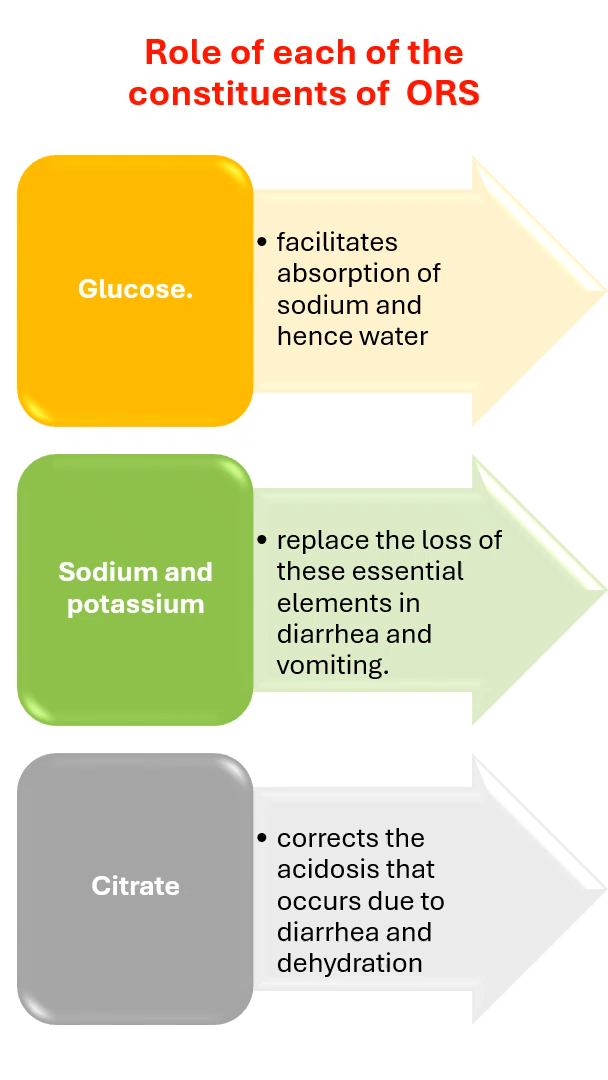 Role of each of the
constituents of  ORS
Glucose.
• facilitates
absorption of
sodium and
hence water
Sodium and
potassium
• replace the loss of
these essential
elements in
diarrhea and
vomiting.
Citrate
• corrects the
acidosis that
occurs due to
diarrhea and
dehydration